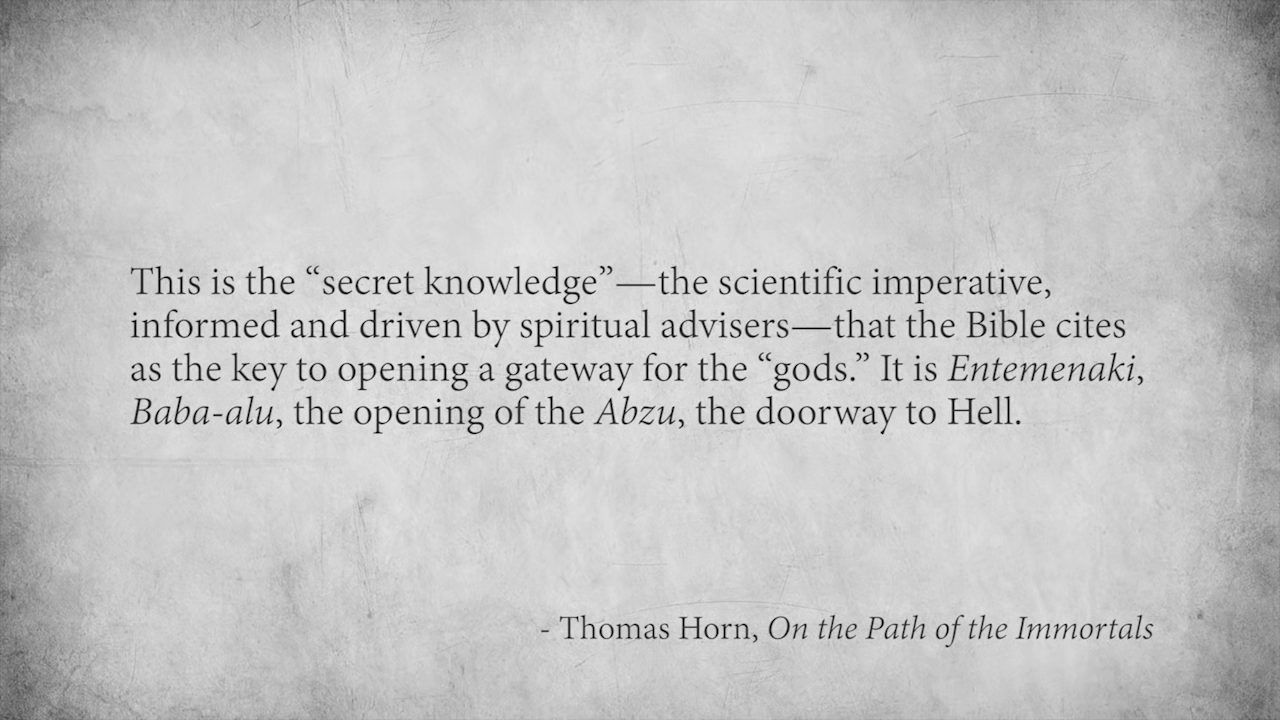 This is the “secret knowledge”—the scientific imperative,
informed and driven by spiritual advisers—that the Bible cites
as the key to opening a gateway for the “gods.” It is Entemenaki,
Baba-alu, the opening of the Abzu, the doorway to Hell.
- Thomas Horn, On the Path of the Immortals